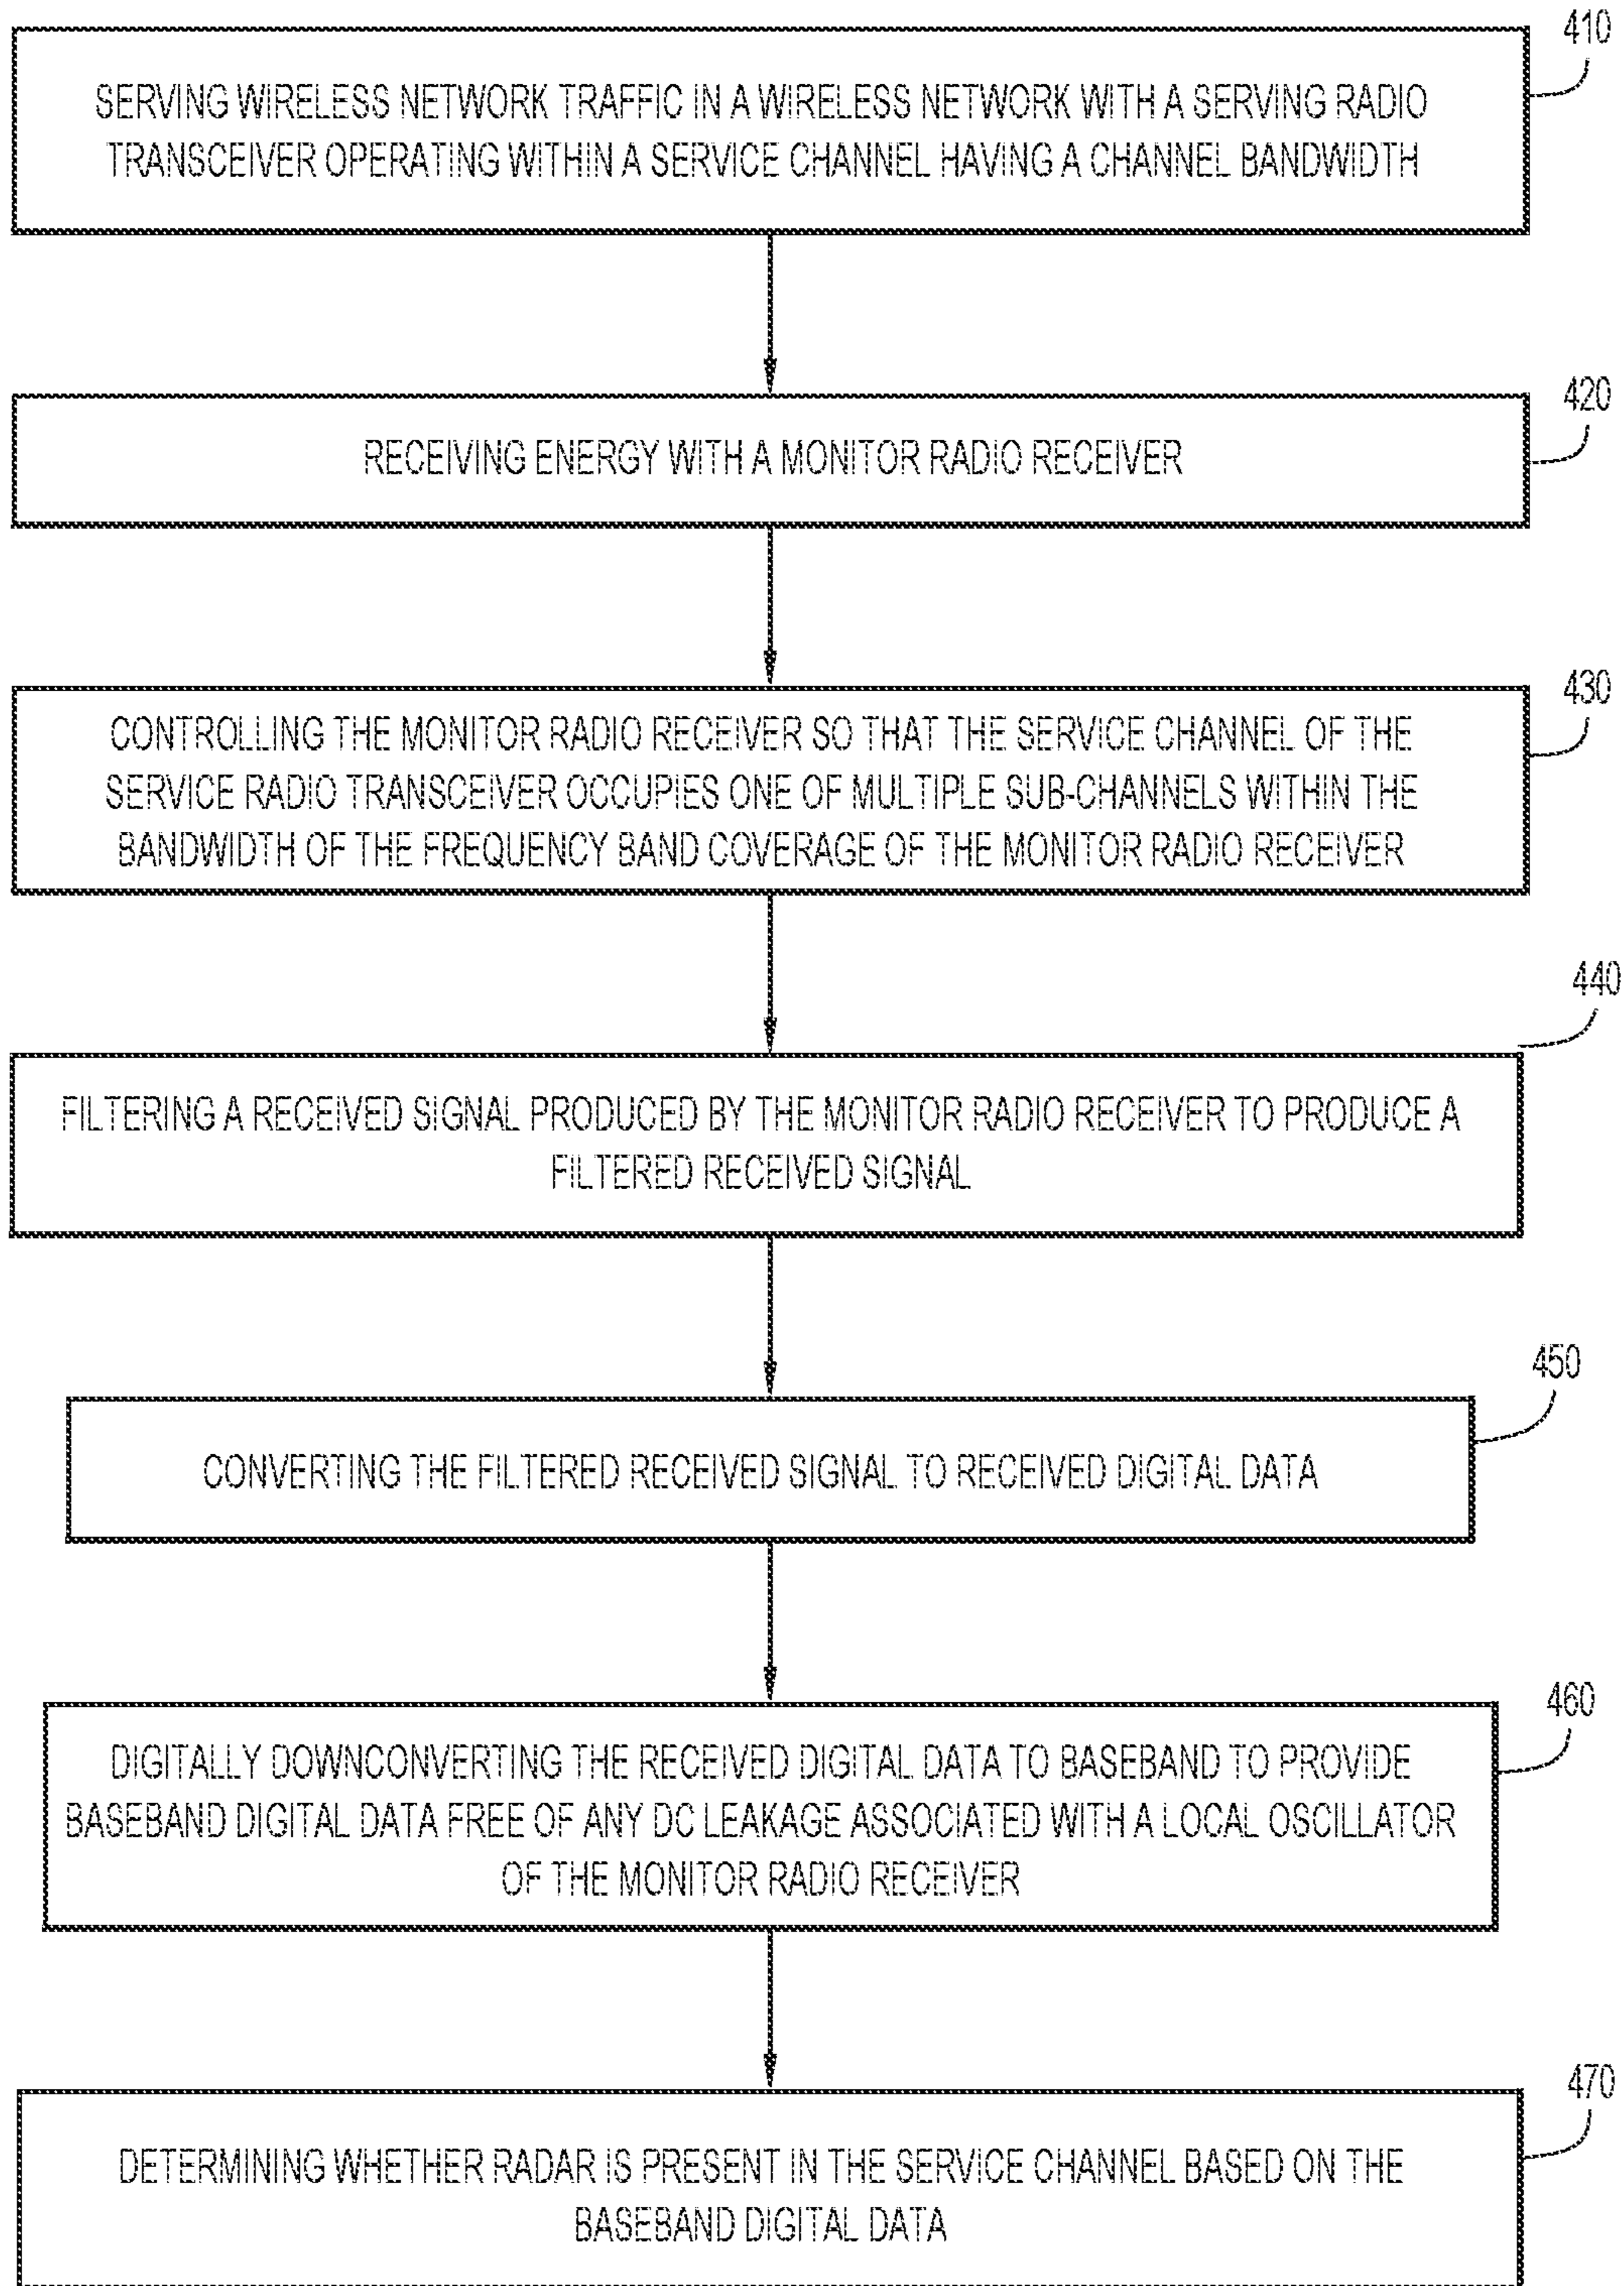 410
SERVING WIRELESS NETWORK TRAFFIC IN A WIRELESS NETWORK WITH A SERVING RADIO
TRANSCEIVER OPERATING WITHIN A SERVICE CHANNEL HAVING A CHANNEL BANDWIDTH
420
RECEIVING ENERGY WITH A MONITOR RADIO RECEIVER
430
CONTROLLING THE MONITOR RADIO RECEIVER SO THAT THE SERVICE CHANNEL OF THE
SERVICE RADIO TRANSCEIVER OCCUPIES ONE OF MULTIPLE SUB-CHANNELS WITHIN THE
BANDWIDTH OF THE FREQUENCY BAND COVERAGE OF THE MONITOR RADIO RECEIVER
440
FILTERING A RECEIVED SIGNAL PRODUCED BY THE MONITOR RADIO RECEIVER TO PRODUCE A
FILTERED RECEIVED SIGNAL
450
CONVERTING THE FILTERED RECEIVED SIGNAL TO RECEIVED DIGITAL DATA
460
DIGITALLY DOWNCONVERTING THE RECEIVED DIGITAL DATA TO BASEBAND TO PROVIDE
BASEBAND DIGITAL DATA FREE OF ANY DC LEAKAGE ASSOCIATED WITH A LOCAL OSCILLATOR
OF THE MONITOR RADIO RECEIVER
470
DETERMINING WHETHER RADAR IS PRESENT IN THE SERVICE CHANNEL BASED ON THE
BASEBAND DIGITAL DATA